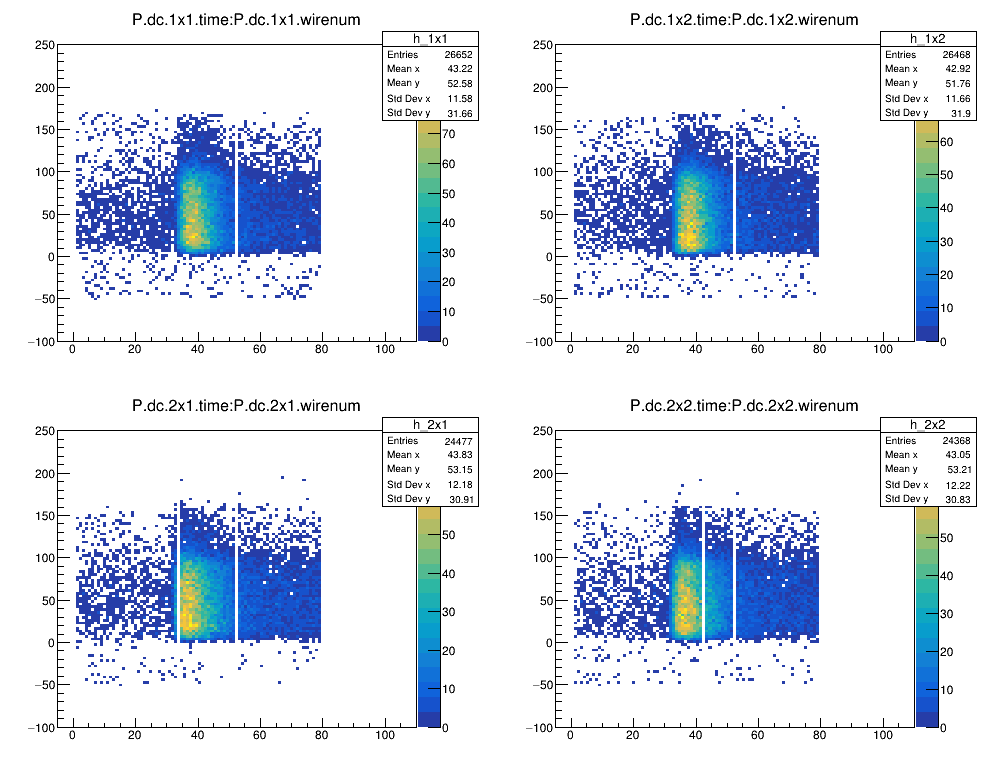 P.dc.1x1.time:P.dc.1x1.wirenum
h_1x1
Entries 26652
Mean x 43.22
Mean y 52.58
Std Dev x 11.58
Std Dev y 31.66
250
200
150
100
50
0
−50
−100
0 20 40 60 80 100
70
60
50
40
30
20
10
0
P.dc.1x2.time:P.dc.1x2.wirenum
h_1x2
Entries 26468
Mean x 42.92
Mean y 51.76
Std Dev x 11.66
Std Dev y 31.9
250
200
150
100
50
0
−50
−100
0 20 40 60 80 100
60
50
40
30
20
10
0
P.dc.2x1.time:P.dc.2x1.wirenum
h_2x1
Entries 24477
Mean x 43.83
Mean y 53.15
Std Dev x 12.18
Std Dev y 30.91
250
200
150
100
50
0
−50
−100
0 20 40 60 80 100
50
40
30
20
10
0
P.dc.2x2.time:P.dc.2x2.wirenum
h_2x2
Entries 24368
Mean x 43.05
Mean y 53.21
Std Dev x 12.22
Std Dev y 30.83
250
200
150
100
50
0
−50
−100
0 20 40 60 80 100
50
40
30
20
10
0